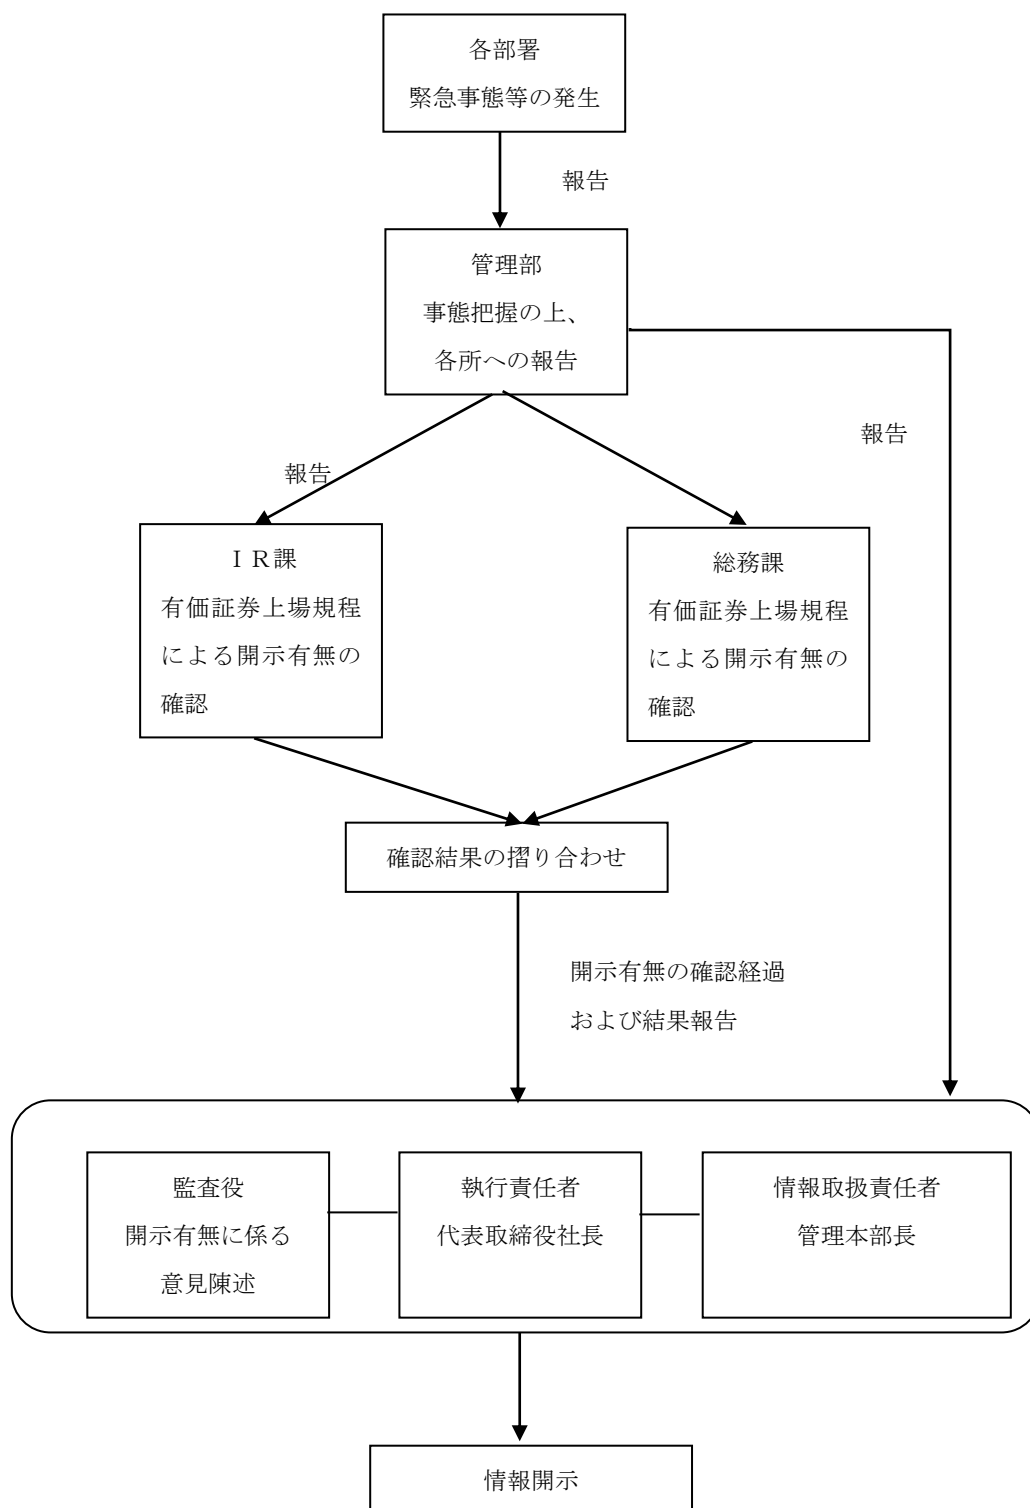 各部署
緊急事態等の発生
報告
管理部
事態把握の上、
各所への報告
報告
報告
ＩＲ課
有価証券上場規程
による開示有無の
確認
総務課
有価証券上場規程
による開示有無の
確認
確認結果の摺り合わせ
開示有無の確認経過
および結果報告
監査役
開示有無に係る
意見陳述
執行責任者
代表取締役社長
情報取扱責任者
管理本部長
情報開示